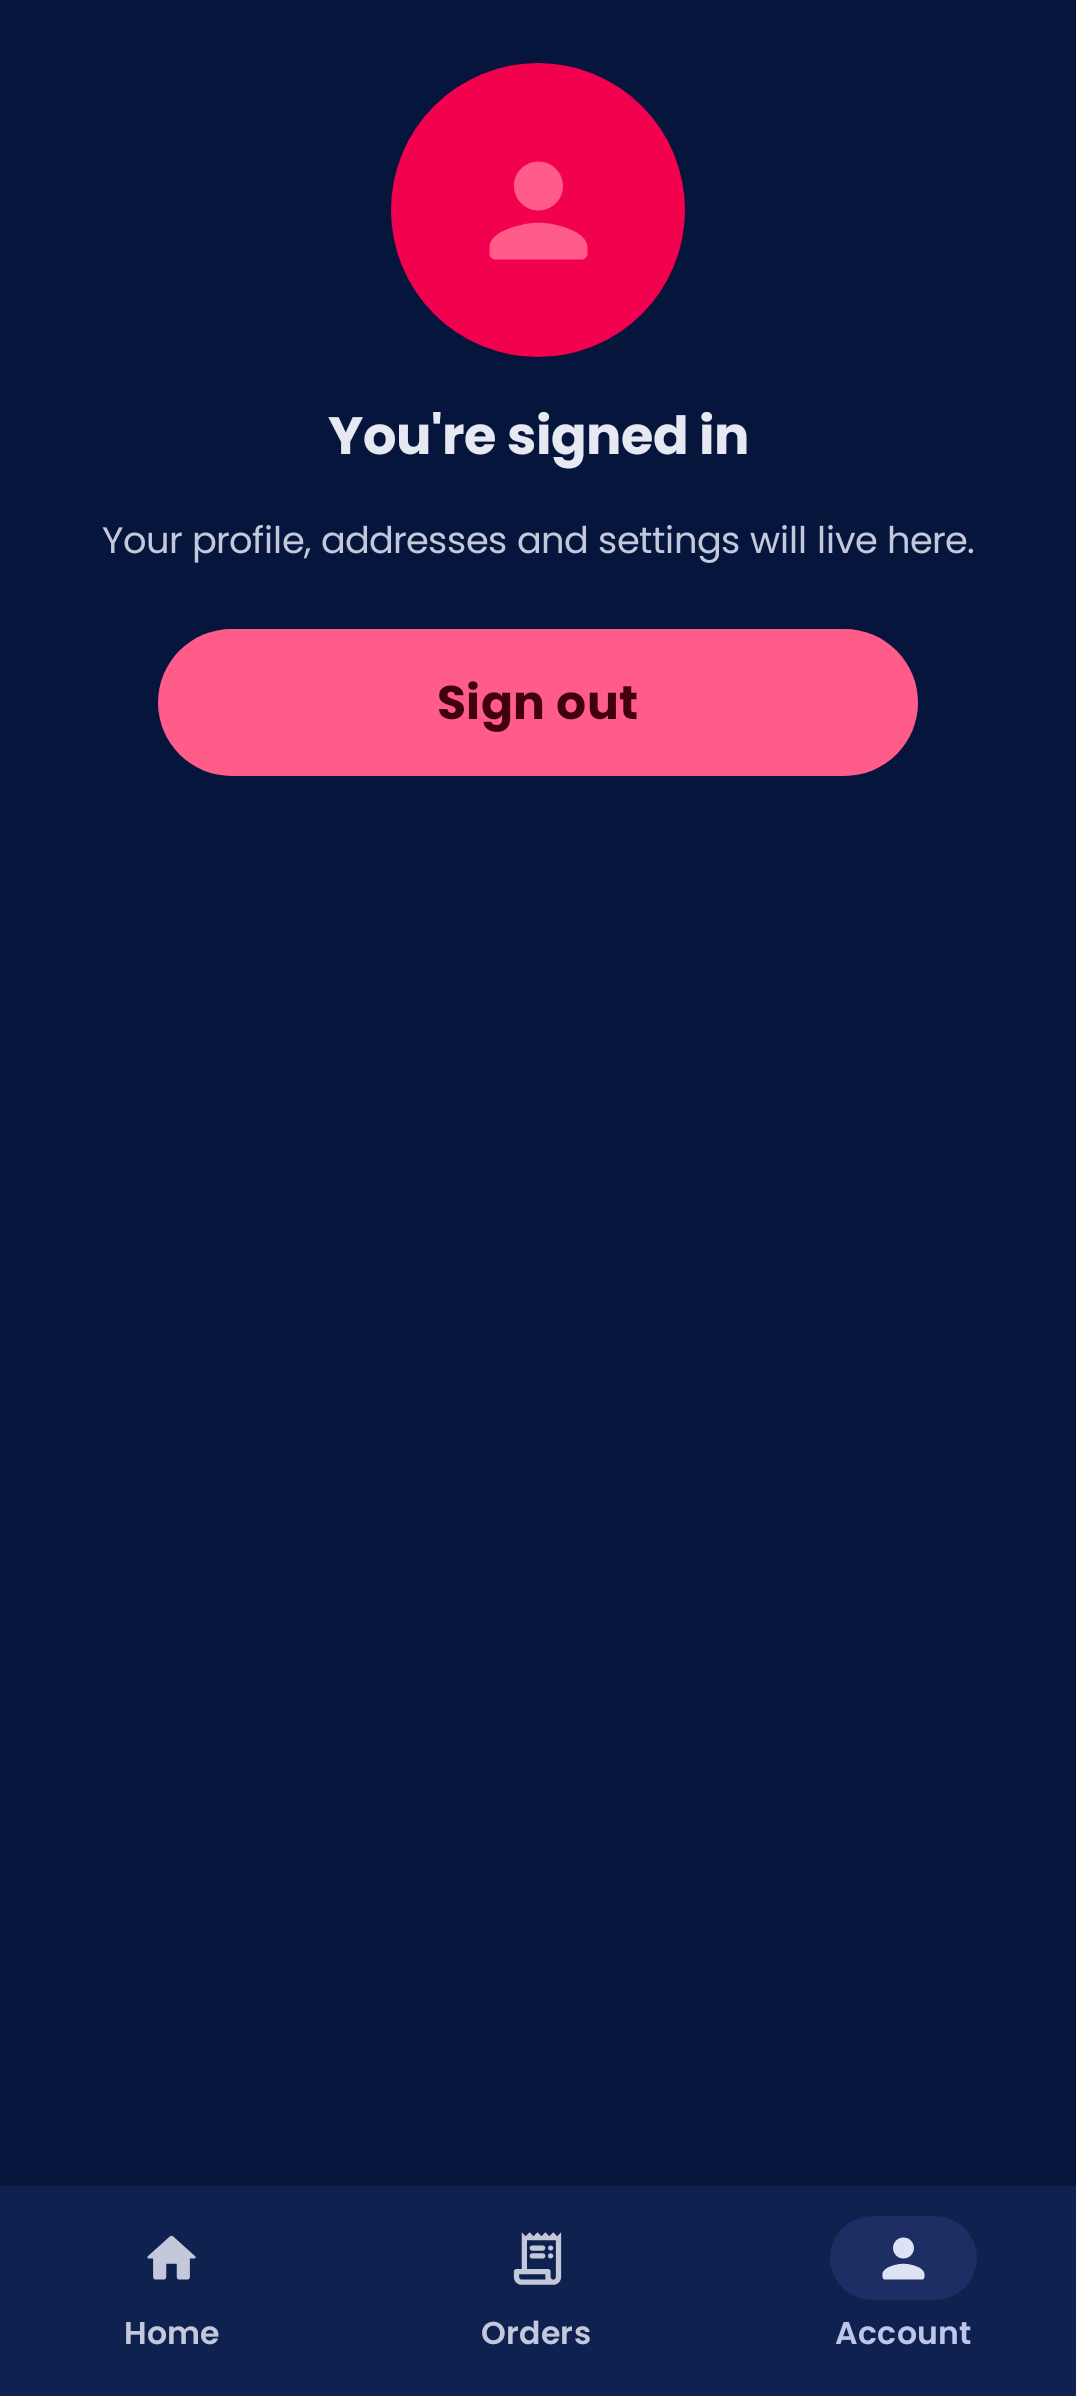 You're signed in
Your profile, addresses and settings will live here.
Sign out
Home
Orders
Account